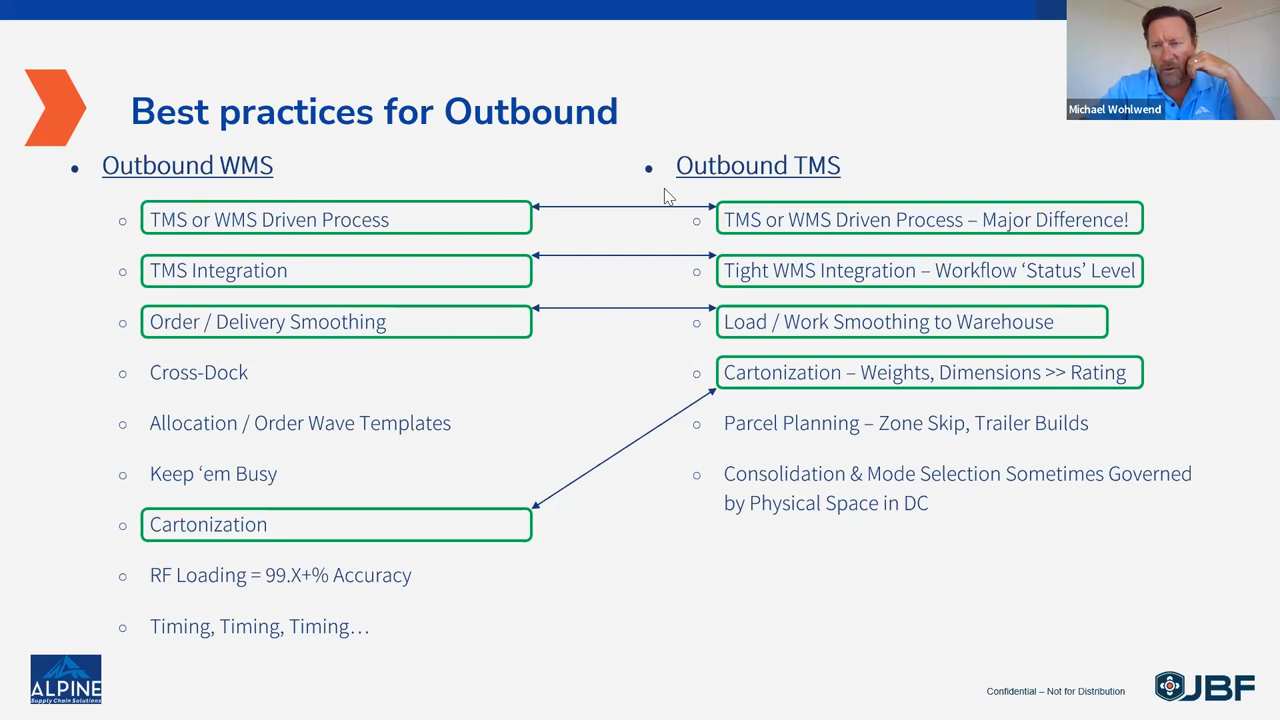 Best practices for Outbound
Michael Wohlwend
• Outbound WMS
○ TMS or WMS Driven Process
○ TMS Integration
○ Order / Delivery Smoothing
○ Cross-Dock
○ Allocation / Order Wave Templates
○ Keep ‘em Busy
○ Cartonization
○ RF Loading = 99.X+% Accuracy
○ Timing, Timing, Timing…
• Outbound TMS
○ TMS or WMS Driven Process – Major Difference!
○ Tight WMS Integration – Workflow ‘Status’ Level
○ Load / Work Smoothing to Warehouse
○ Cartonization – Weights, Dimensions >> Rating
○ Parcel Planning – Zone Skip, Trailer Builds
○ Consolidation & Mode Selection Sometimes Governed
by Physical Space in DC
ALPINE
Supply Chain Solutions
Confidential – Not for Distribution
JBF